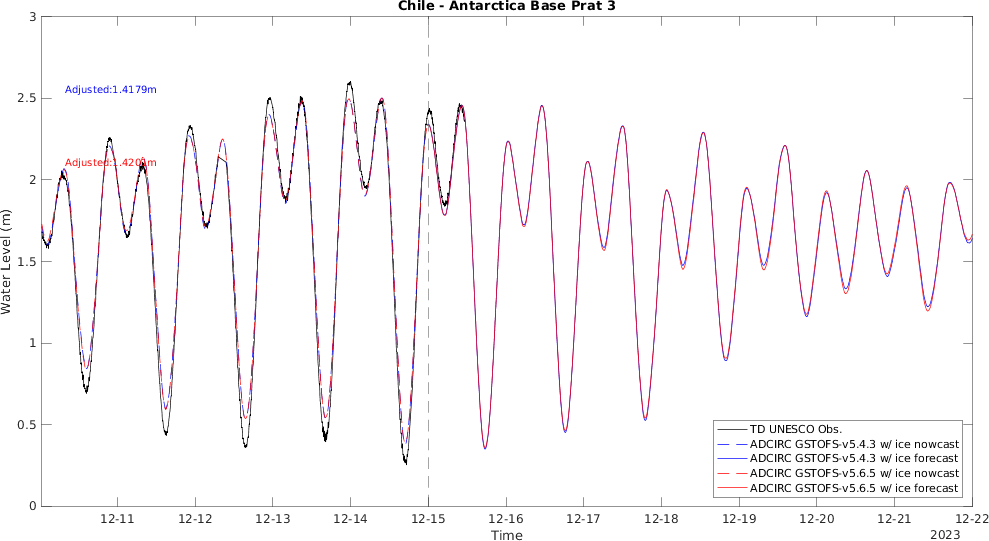 Chile - Antarctica Base Prat 3
3
2.5
2
1.5
1
0.5
0
Water Level (m)
Adjusted:1.4179m
Adjusted:1.4201m
TD UNESCO Obs.
ADCIRC GSTOFS-v5.4.3 w/ ice nowcast
ADCIRC GSTOFS-v5.4.3 w/ ice forecast
ADCIRC GSTOFS-v5.6.5 w/ ice nowcast
ADCIRC GSTOFS-v5.6.5 w/ ice forecast
12-11 12-12 12-13 12-14 12-15 12-16 12-17 12-18 12-19 12-20 12-21 12-22
Time
2023